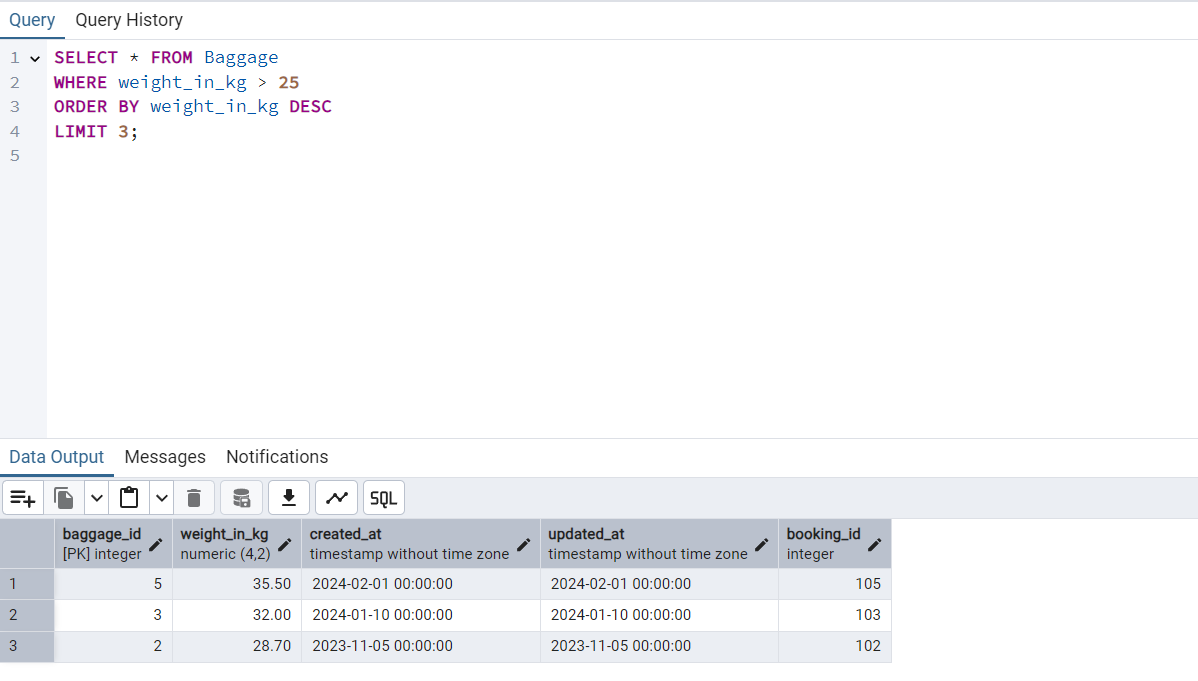 Query Query History
1 SELECT * FROM Baggage
2 WHERE weight_in_kg > 25
3 ORDER BY weight_in_kg DESC
4 LIMIT 3;
5
Data Output Messages Notifications
SQL
baggage_id weight_in_kg created_at updated_at booking_id
[PK] integer numeric (4,2) timestamp without time zone timestamp without time zone integer
1 5 35.50 2024-02-01 00:00:00 2024-02-01 00:00:00 105
2 3 32.00 2024-01-10 00:00:00 2024-01-10 00:00:00 103
3 2 28.70 2023-11-05 00:00:00 2023-11-05 00:00:00 102